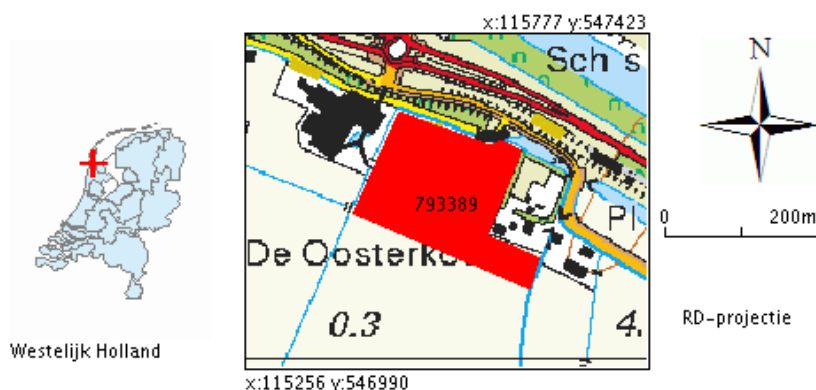 x:115777 y:547423
Sch s
N
793389
0 200m
Pl
De Oosterko
0.3
4.
RD-projectie
Westelijk Holland
x:115256 y:546990